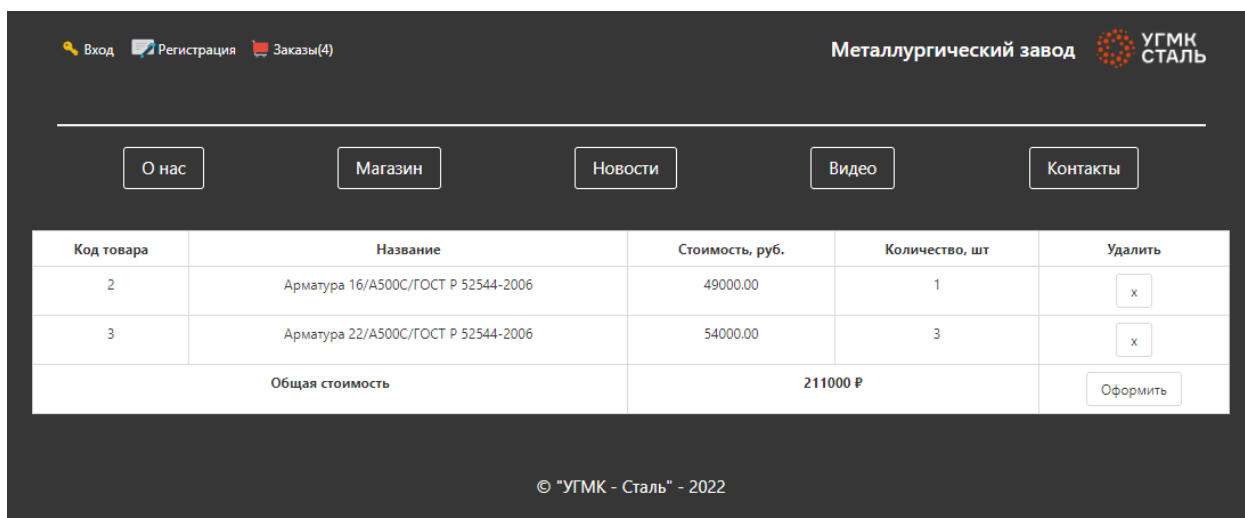 Вход Регистрация Заказы(4) Металлургический завод УГМК
СТАЛЬ
О нас Магазин Новости Видео Контакты
Код товара Название Стоимость, руб. Количество, шт Удалить
2 Арматура 16/А500С/ГОСТ Р 52544-2006 49000.00 1 x
3 Арматура 22/А500С/ГОСТ Р 52544-2006 54000.00 3 x
Общая стоимость 211000 ₽ Оформить
© "УГМК - Сталь" - 2022